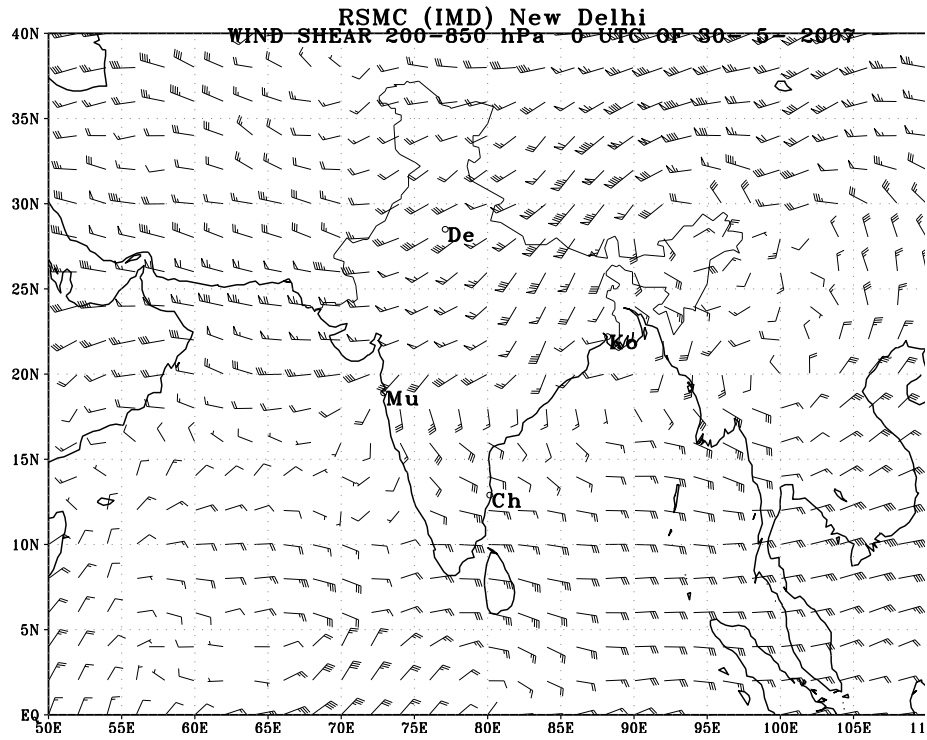 RSMC (IMD) New Delhi
WIND SHEAR 200-850 hPa 0 UTC OF 30- 5- 2007
40N
35N
30N
De
25N
Ko
20N
Mu
15N
Ch
10N
5N
EQ
50E 55E 60E 65E 70E 75E 80E 85E 90E 95E 100E 105E 11